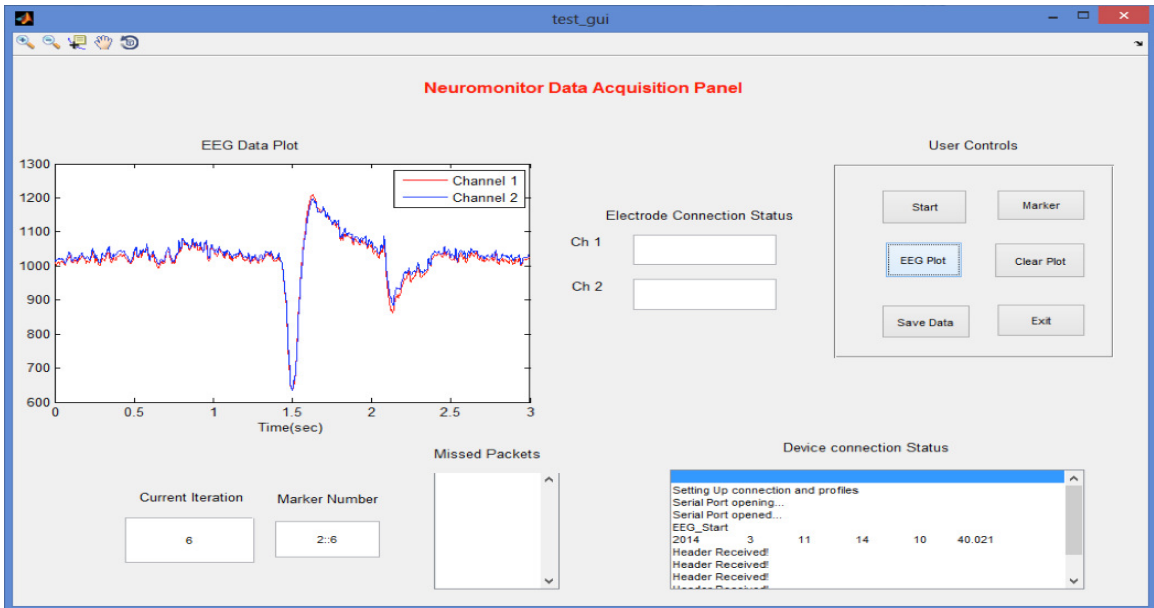 test_gui
Neuromonitor Data Acquisition Panel
EEG Data Plot
1300
1200
1100
1000
900
800
700
600
0 0.5 1 1.5 2 2.5 3
Time(sec)
Channel 1
Channel 2
Electrode Connection Status
Ch 1
Ch 2
User Controls
Start Marker
EEG Plot Clear Plot
Save Data Exit
Current Iteration
6
Marker Number
2::6
Missed Packets
Device connection Status
Setting Up connection and profiles
Serial Port opening...
Serial Port opened...
EEG_Start
2014 3 11 14 10 40.021
Header Received!
Header Received!
Header Received!
Header Received!